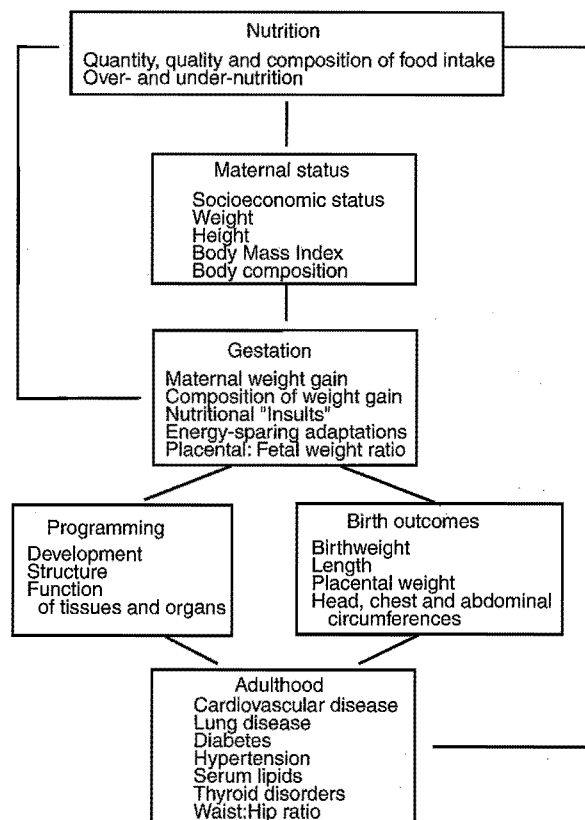 Nutrition
Quantity, quality and composition of food intake
Over- and under-nutrition
Maternal status
Socioeconomic status
Weight
Height
Body Mass Index
Body composition
Gestation
Maternal weight gain
Composition of weight gain
Nutritional "Insults"
Energy-sparing adaptations
Placental: Fetal weight ratio
Programming
Development
Structure
Function
of tissues and organs
Birth outcomes
Birthweight
Length
Placental weight
Head, chest and abdominal
circumferences
Adulthood
Cardiovascular disease
Lung disease
Diabetes
Hypertension
Serum lipids
Thyroid disorders
Waist:Hip ratio